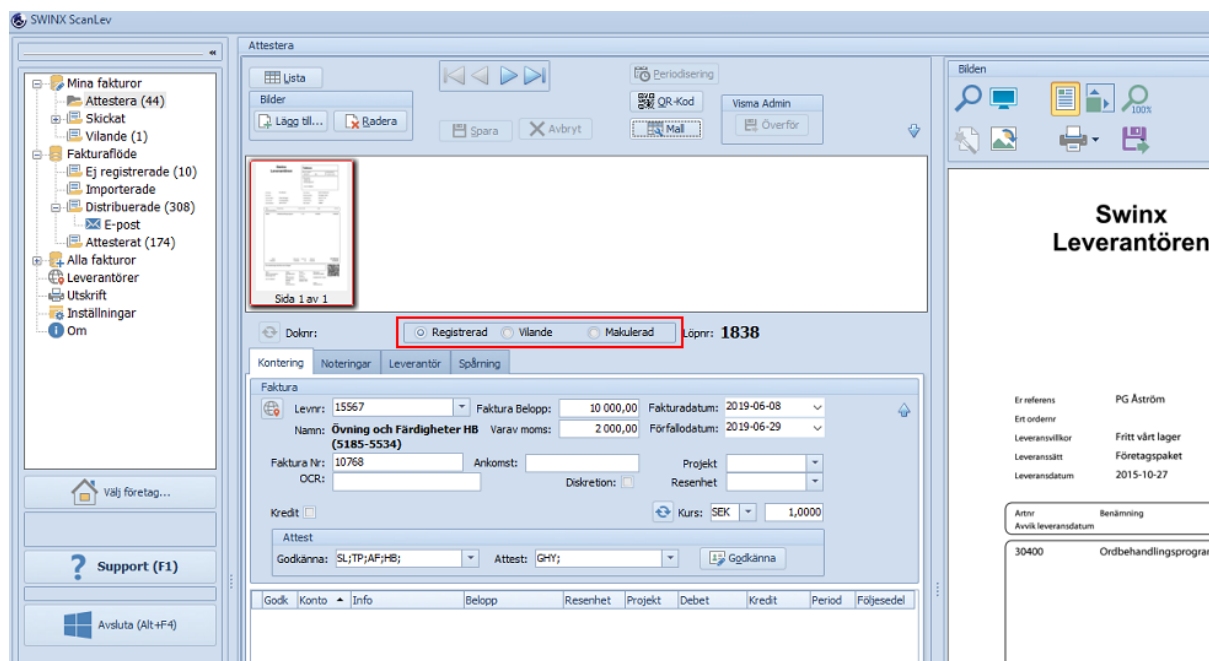 SWINX ScanLev
Mina fakturor
Attestera (44)
Skickat
Vilande (1)
Fakturaflöde
Ej registrerade (10)
Importerade
Distribuerade (308)
E-post
Attesterat (174)
Alla fakturor
Leverantörer
Utskrift
Inställningar
Om
Välj företag...
Support (F1)
Avsluta (Alt+F4)
Attestera
Lista
Bilder
Lägg till...
Radera
Spara
Avbryt
Periodisering
QR-Kod
Mall
Visma Admin
Överför
Sida 1 av 1
Doknr:
Registrerad
Vilande
Makulerad
Löpnr: 1838
Kontering
Noteringar
Leverantör
Spårning
Faktura
Levnr: 15567
Faktura Belopp: 10 000,00
Fakturadatum: 2019-06-08
Namn: Övning och Färdigheter HB
(5185-5534)
Varav moms: 2 000,00
Förfallodatum: 2019-06-29
Faktura Nr: 10768
Ankomst:
Projekt
OCR:
Diskretion:
Resenhet
Kredit
Kurs: SEK 1,0000
Attest
Godkänna: SL;TP;AF;HB;
Attest: GHY;
Godkänna
Godk Konto Info Belopp Resenhet Projekt Debet Kredit Period Följesedel
Bilden
100%
Swinx
Leverantören
Er referens PG Åström
Ert ordernr
Leveransvillkor Fritt vårt lager
Leveranssätt Företagspaket
Leveransdatum 2015-10-27
Artnr Benämning
Avvik leveransdatum
30400 Ordbehandlingsprogra